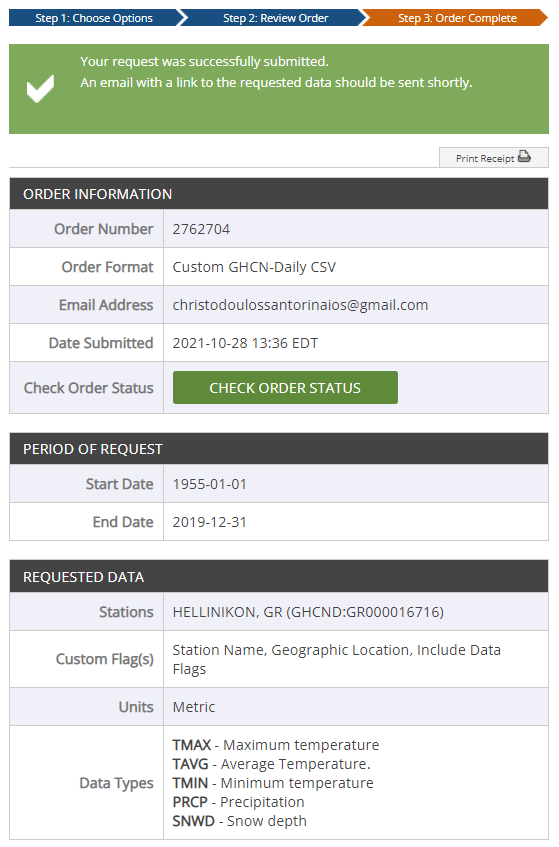 Step 1: Choose Options
Step 2: Review Order
Step 3: Order Complete
Your request was successfully submitted.
An email with a link to the requested data should be sent shortly.
Print Receipt
ORDER INFORMATION
Order Number 2762704
Order Format Custom GHCN-Daily CSV
Email Address christodoulossantorinaios@gmail.com
Date Submitted 2021-10-28 13:36 EDT
Check Order Status CHECK ORDER STATUS
PERIOD OF REQUEST
Start Date 1955-01-01
End Date 2019-12-31
REQUESTED DATA
Stations HELLINIKON, GR (GHCND:GR000016716)
Custom Flag(s) Station Name, Geographic Location, Include Data
Flags
Units Metric
Data Types TMAX - Maximum temperature
TAVG - Average Temperature.
TMIN - Minimum temperature
PRCP - Precipitation
SNWD - Snow depth